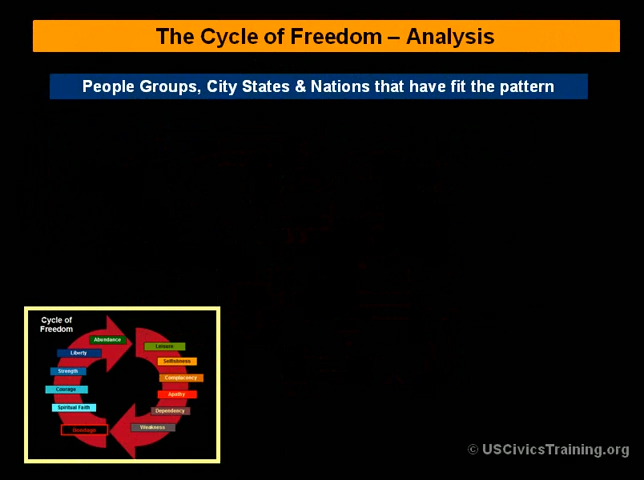 The Cycle of Freedom – Analysis
People Groups, City States & Nations that have fit the pattern
Cycle of
Freedom
Abundance
Leisure
Liberty
Selfishness
Strength
Complacency
Courage
Apathy
Spiritual Faith
Dependency
Bondage
Weakness
© USCivicsTraining.org